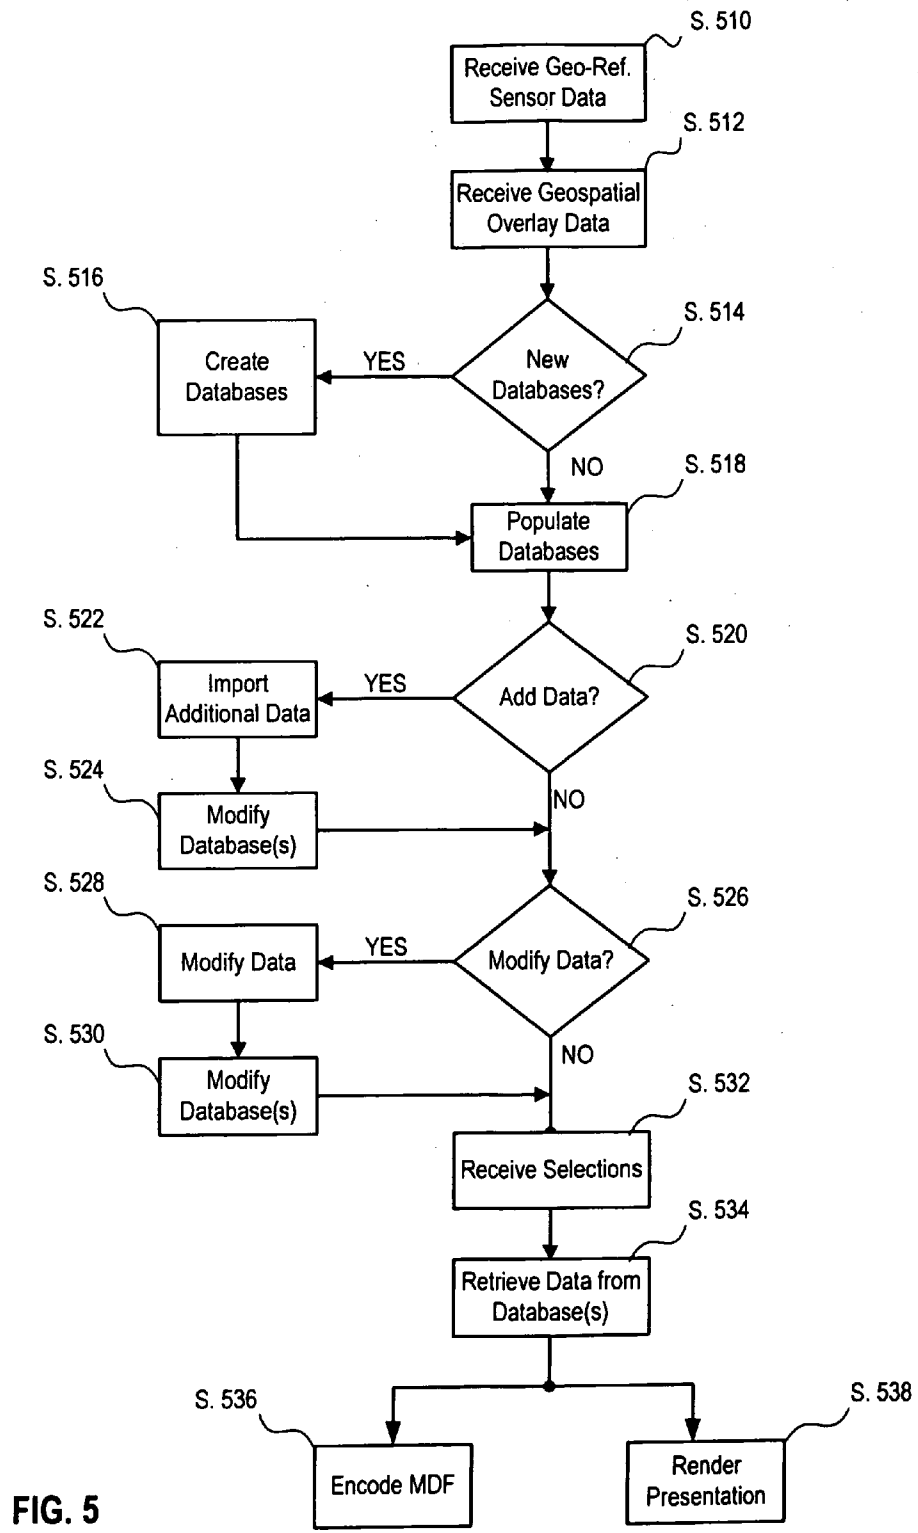 S. 510
Receive Geo-Ref.
Sensor Data
S. 512
Receive Geospatial
Overlay Data
S. 516
S. 514
Create
Databases
YES
New
Databases?
NO
S. 518
Populate
Databases
S. 522
S. 520
Import
Additional Data
YES
Add Data?
S. 524
NO
Modify
Database(s)
S. 528
S. 526
Modify Data
YES
Modify Data?
S. 530
NO
Modify
Database(s)
S. 532
Receive Selections
S. 534
Retrieve Data from
Database(s)
S. 536
S. 538
Encode MDF
Render
Presentation
FIG. 5